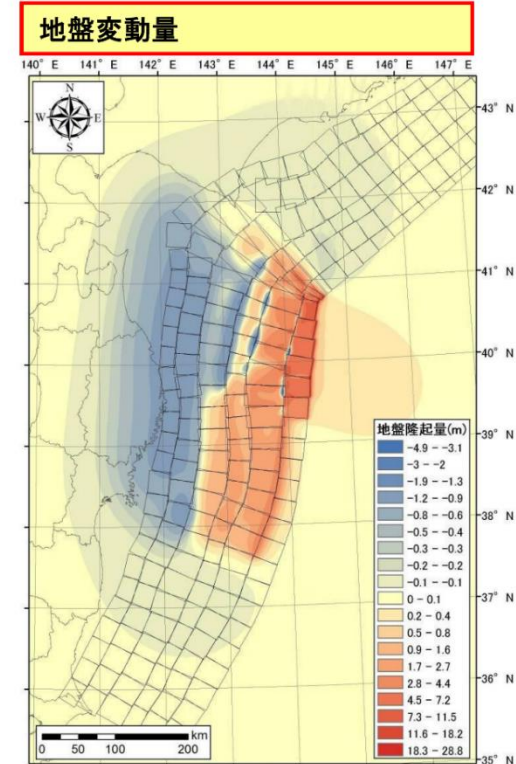 地盤変動量
140° E 141° E 142° E 143° E 144° E 145° E 146° E 147° E
N
W E
S
43° N
42° N
41° N
40° N
39° N
38° N
37° N
36° N
35° N
地盤隆起量(m)
-4.9 - -3.1
-3 - -2
-1.9 - -1.3
-1.2 - -0.9
-0.8 - -0.6
-0.5 - -0.4
-0.3 - -0.3
-0.2 - -0.2
-0.1 - -0.1
0 - 0.1
0.2 - 0.4
0.5 - 0.8
0.9 - 1.6
1.7 - 2.7
2.8 - 4.4
4.5 - 7.2
7.3 - 11.5
11.6 - 18.2
18.3 - 28.8
km
0 50 100 200